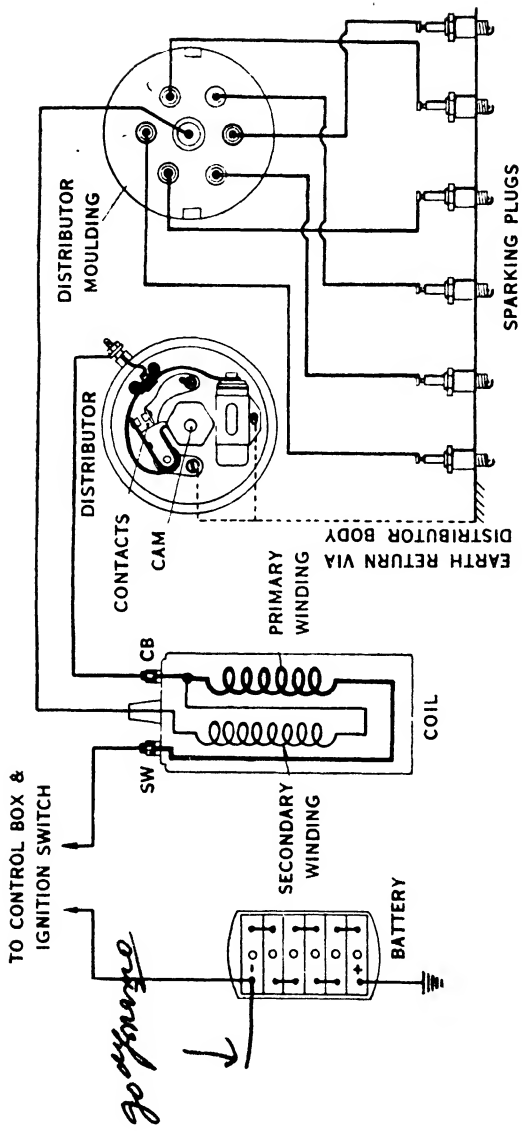 TO CONTROL BOX &
IGNITION SWITCH
SW
CB
DISTRIBUTOR
CONTACTS
CAM
DISTRIBUTOR
MOULDING
BATTERY
-
+
SECONDARY
WINDING
PRIMARY
WINDING
COIL
EARTH RETURN VIA
DISTRIBUTOR BODY
SPARKING PLUGS